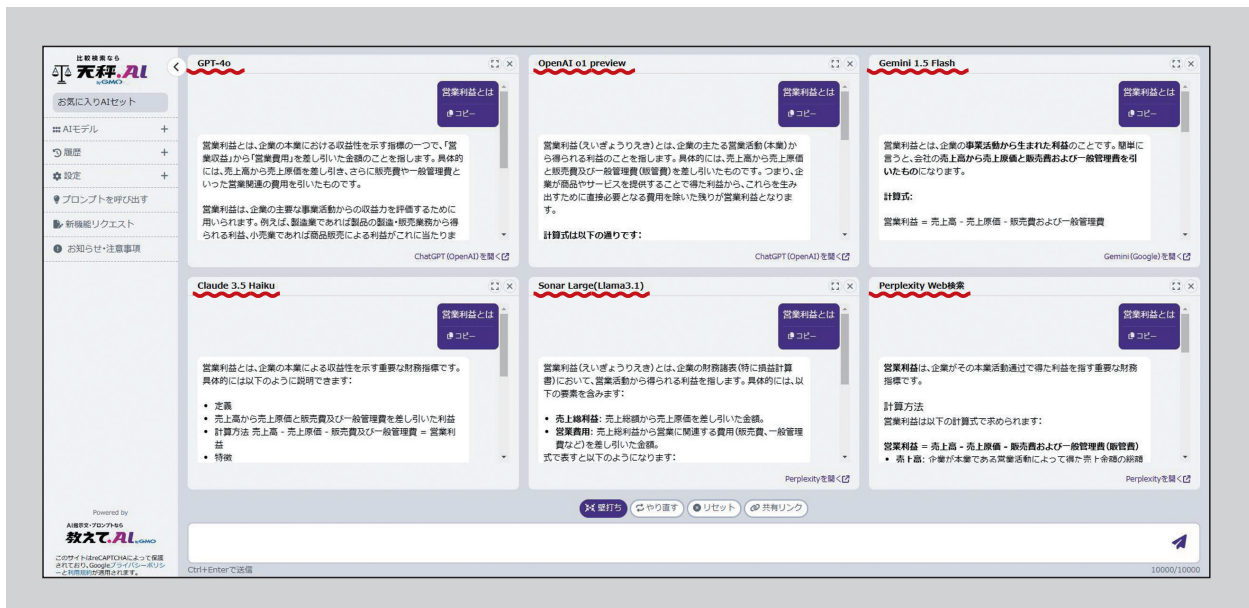 比較検索なら
天秤.AI
byGMO
お気に入りAIセット
AIモデル +
履歴 +
設定 +
プロンプトを呼び出す
新機能リクエスト
お知らせ・注意事項
Powered by
AI指示文・プロンプトなら
教えて.AI byGMO
このサイトはreCAPTCHAによって保護
されており、Googleプライバシーポリシ
ーと利用規約が適用されます。
GPT-4o
営業利益とは
コピー
営業利益とは、企業の本業における収益性を示す指標の一つで、「営
業収益」から「営業費用」を差し引いた金額のことを指します。具体的
には、売上高から売上原価を差し引き、さらに販売費や一般管理費と
いった営業関連の費用を引いたものです。
営業利益は、企業の主要な事業活動からの収益力を評価するために
用いられます。例えば、製造業であれば製品の製造・販売業務から得
られる利益、小売業であれば商品販売による利益がこれに当たりま
ChatGPT(OpenAI)を開く
OpenAI o1 preview
営業利益とは
コピー
営業利益(えいぎょうりえき)とは、企業の主たる営業活動(本業)か
ら得られる利益のことを指します。具体的には、売上高から売上原価
と販売費及び一般管理費(販管費)を差し引いたものです。つまり、企
業が商品やサービスを提供することで得た利益から、これらを生み
出すために直接必要となる費用を除いた残りが営業利益となりま
す。
計算式は以下の通りです:
ChatGPT(OpenAI)を開く
Gemini 1.5 Flash
営業利益とは
コピー
営業利益とは、企業の事業活動から生まれた利益のことです。簡単に
言うと、会社の売上高から売上原価と販売費および一般管理費を引
いたものになります。
計算式:
営業利益 = 売上高 - 売上原価 - 販売費および一般管理費
Gemini(Google)を開く
Claude 3.5 Haiku
営業利益とは
コピー
営業利益とは、企業の本業による収益性を示す重要な財務指標です。
具体的には以下のように説明できます:
• 定義
• 売上高から売上原価と販売費及び一般管理費を差し引いた利益
• 計算方法 売上高 - 売上原価 - 販売費及び一般管理費 = 営業利
益
• 特徴
Sonar Large(Llama3.1)
営業利益とは
コピー
営業利益(えいぎょうりえき)とは、企業の財務諸表(特に損益計算
書)において、営業活動から得られる利益を指します。具体的には、以
下の要素を含みます:
• 売上総利益: 売上総額から売上原価を差し引いた金額。
• 営業費用: 売上総利益から営業に関連する費用(販売費、一般管理
費など)を差し引いた金額。
式で表すと以下のようになります:
Perplexityを開く
Perplexity Web検索
営業利益とは
コピー
営業利益は、企業がその本業活動通過で得た利益を指す重要な財務
指標です。
計算方法
営業利益は以下の計算式で求められます:
営業利益 = 売上高 - 売上原価 - 販売費および一般管理費(販管費)
• 売上高: 企業が本業である営業活動によって得た売上金額の総額
Perplexityを開く
壁打ち
やり直す
リセット
共有リンク
Ctrl+Enterで送信
10000/10000